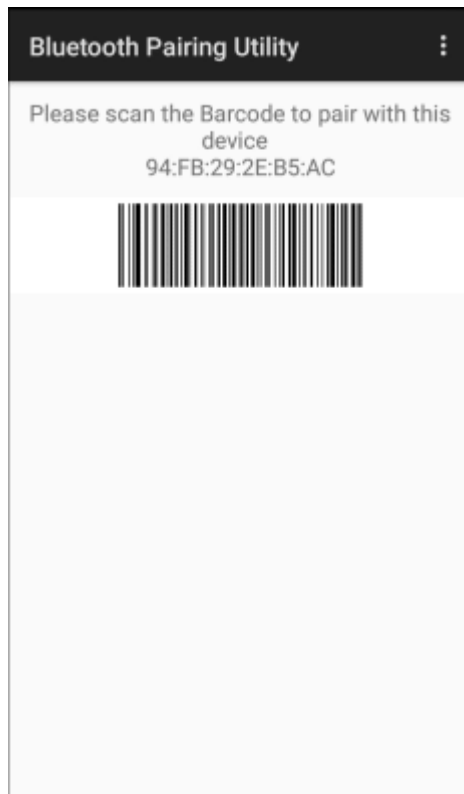 Bluetooth Pairing Utility
Please scan the Barcode to pair with this
device
94:FB:29:2E:B5:AC